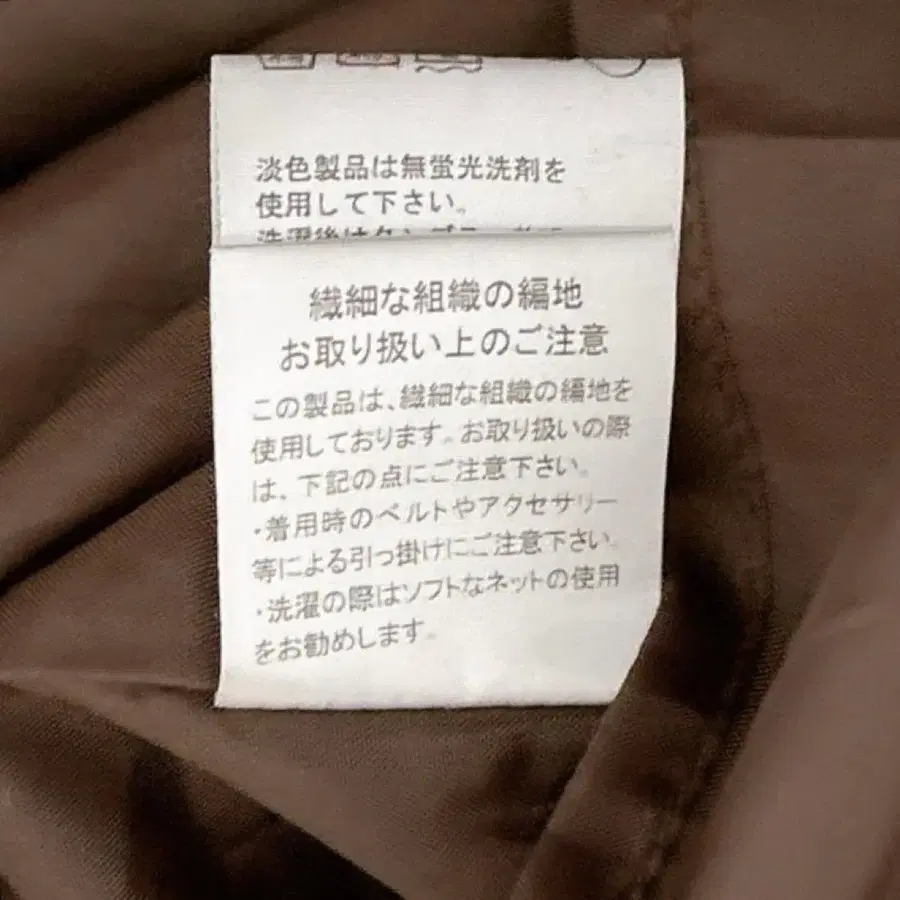 淡色製品は無蛍光洗剤を
使用して下さい。
繊細な組織の編地
お取り扱い上のご注意
この製品は、繊細な組織の編地を
使用しております。お取り扱いの際
は、下記の点にご注意下さい。
・着用時のベルトやアクセサリー
等による引っ掛けにご注意下さい。
・洗濯の際はソフトなネットの使用
をお勧めします。